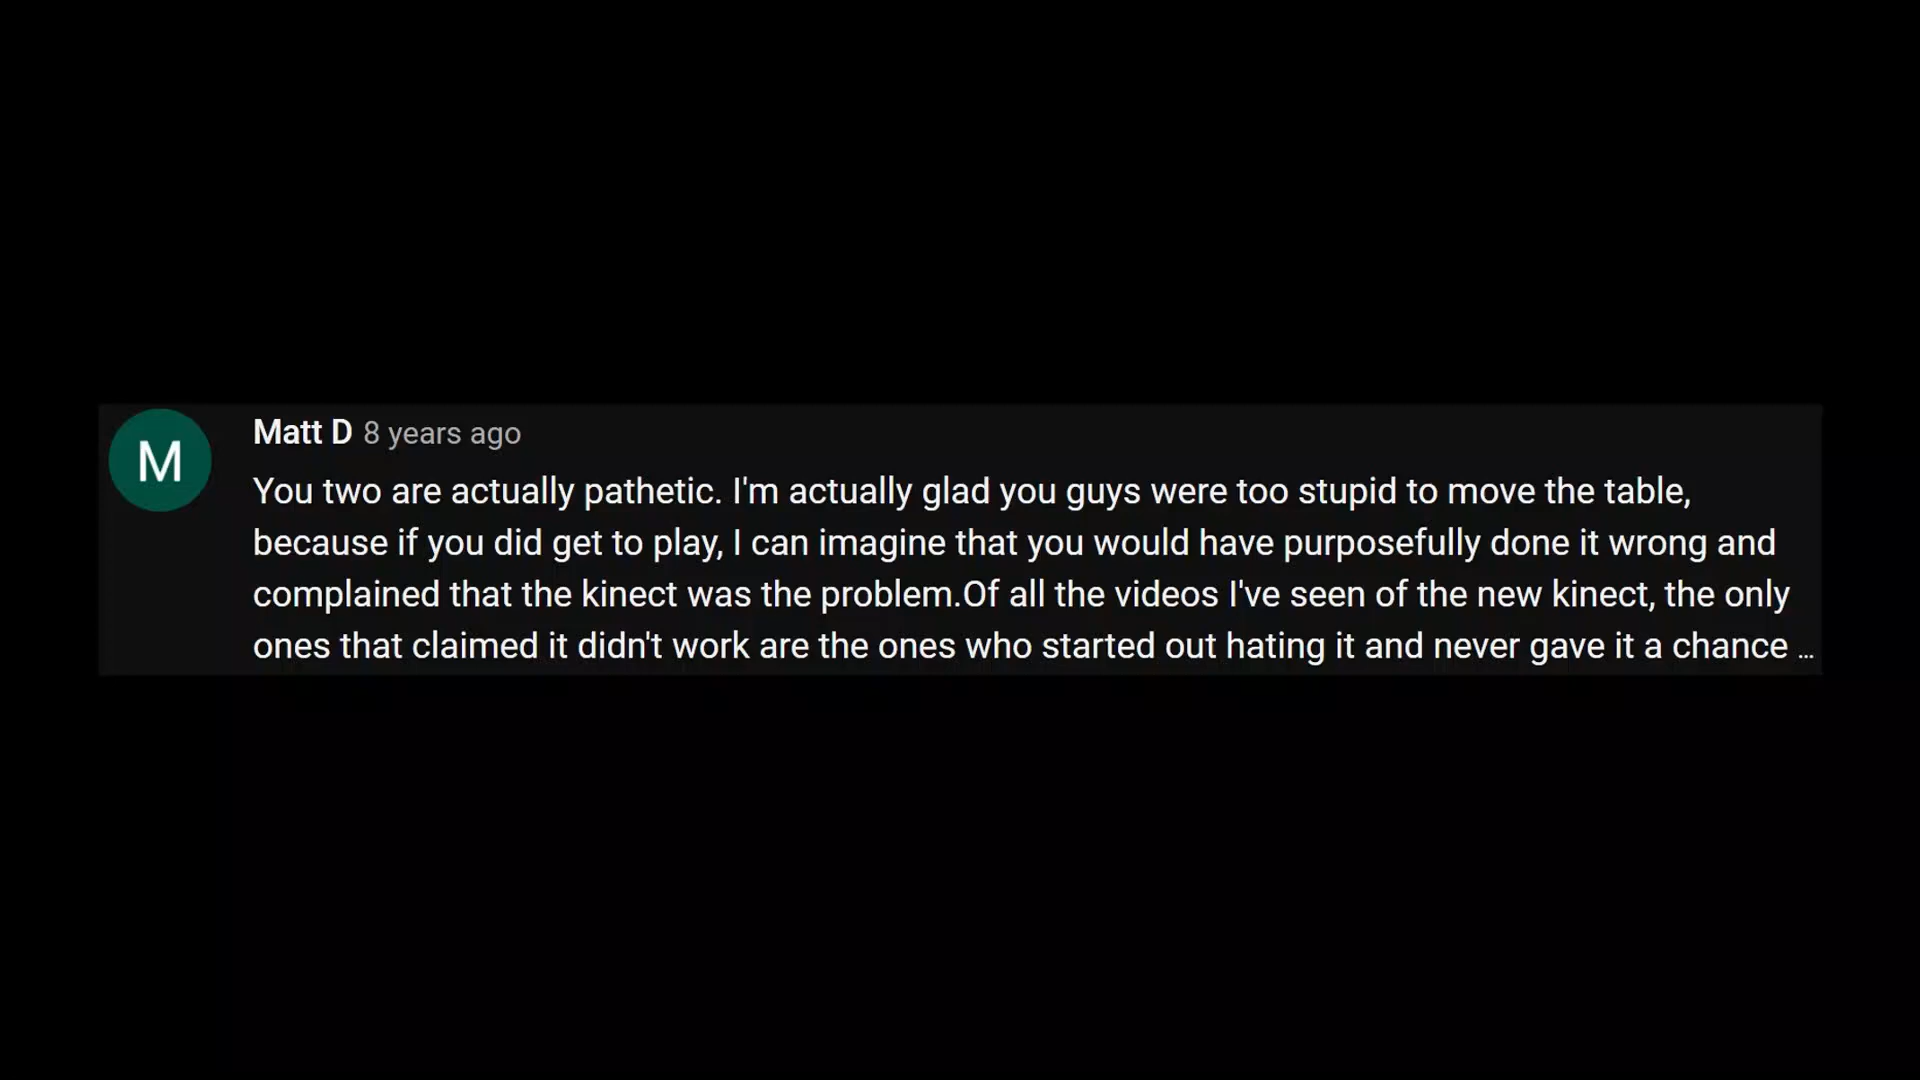 M
Matt D 8 years ago
You two are actually pathetic. I'm actually glad you guys were too stupid to move the table,
because if you did get to play, I can imagine that you would have purposefully done it wrong and
complained that the kinect was the problem.Of all the videos I've seen of the new kinect, the only
ones that claimed it didn't work are the ones who started out hating it and never gave it a chance ...